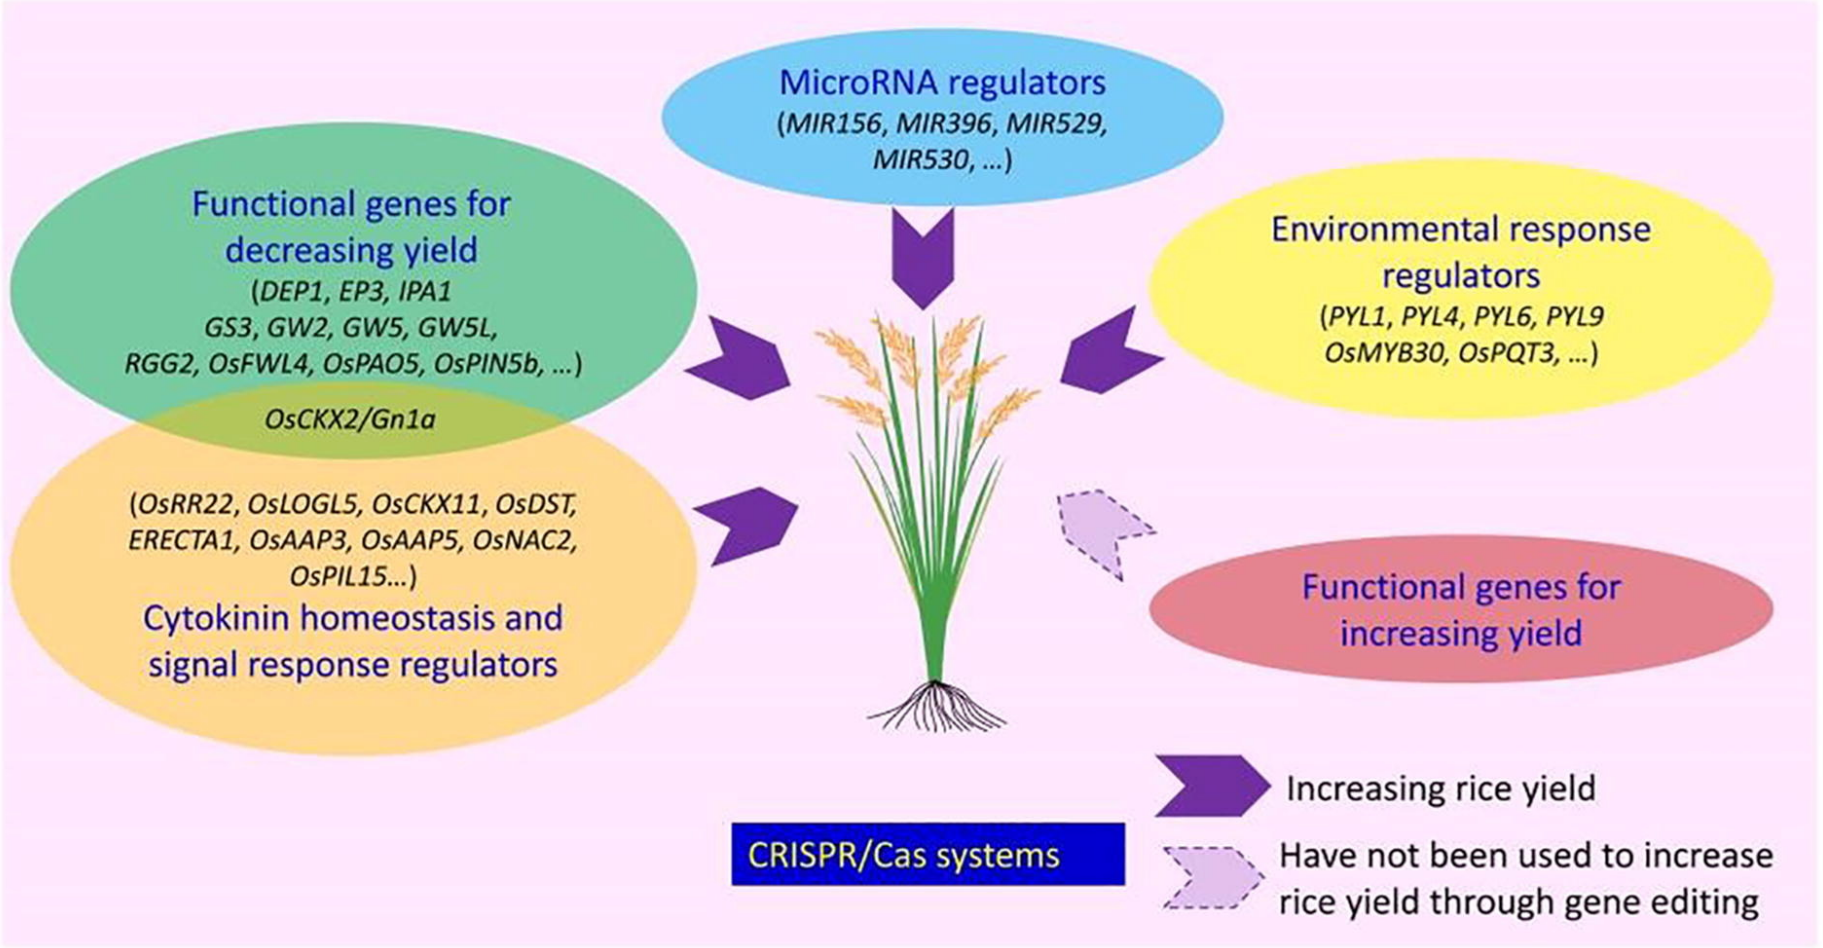 MicroRNA regulators
(MIR156, MIR396, MIR529,
MIR530, ...)
Functional genes for
decreasing yield
(DEP1, EP3, IPA1
GS3, GW2, GW5, GW5L,
RGG2, OsFWL4, OsPAO5, OsPIN5b, ...)
OsCKX2/Gn1a
(OsRR22, OsLOGL5, OsCKX11, OsDST,
ERECTA1, OsAAP3, OsAAP5, OsNAC2,
OsPIL15...)
Cytokinin homeostasis and
signal response regulators
Environmental response
regulators
(PYL1, PYL4, PYL6, PYL9
OsMYB30, OsPQT3, ...)
Functional genes for
increasing yield
CRISPR/Cas systems
Increasing rice yield
Have not been used to increase
rice yield through gene editing